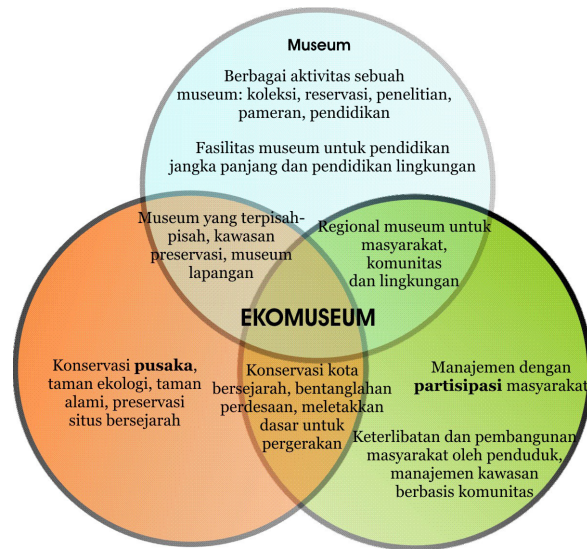 Museum
Berbagai aktivitas sebuah
museum: koleksi, reservasi, penelitian,
pameran, pendidikan
Fasilitas museum untuk pendidikan
jangka panjang dan pendidikan lingkungan
Museum yang terpisah-
pisah, kawasan
preservasi, museum
lapangan
Regional museum untuk
masyarakat,
komunitas
dan lingkungan
EKOMUSEUM
Konservasi pusaka,
taman ekologi, taman
alami, preservasi
situs bersejarah
Konservasi kota
bersejarah, bentanglahan
perdesaan, meletakkan
dasar untuk
pergerakan
Manajemen dengan
partisipasi masyarakat
Keterlibatan dan pembangunan
masyarakat oleh penduduk,
manajemen kawasan
berbasis komunitas